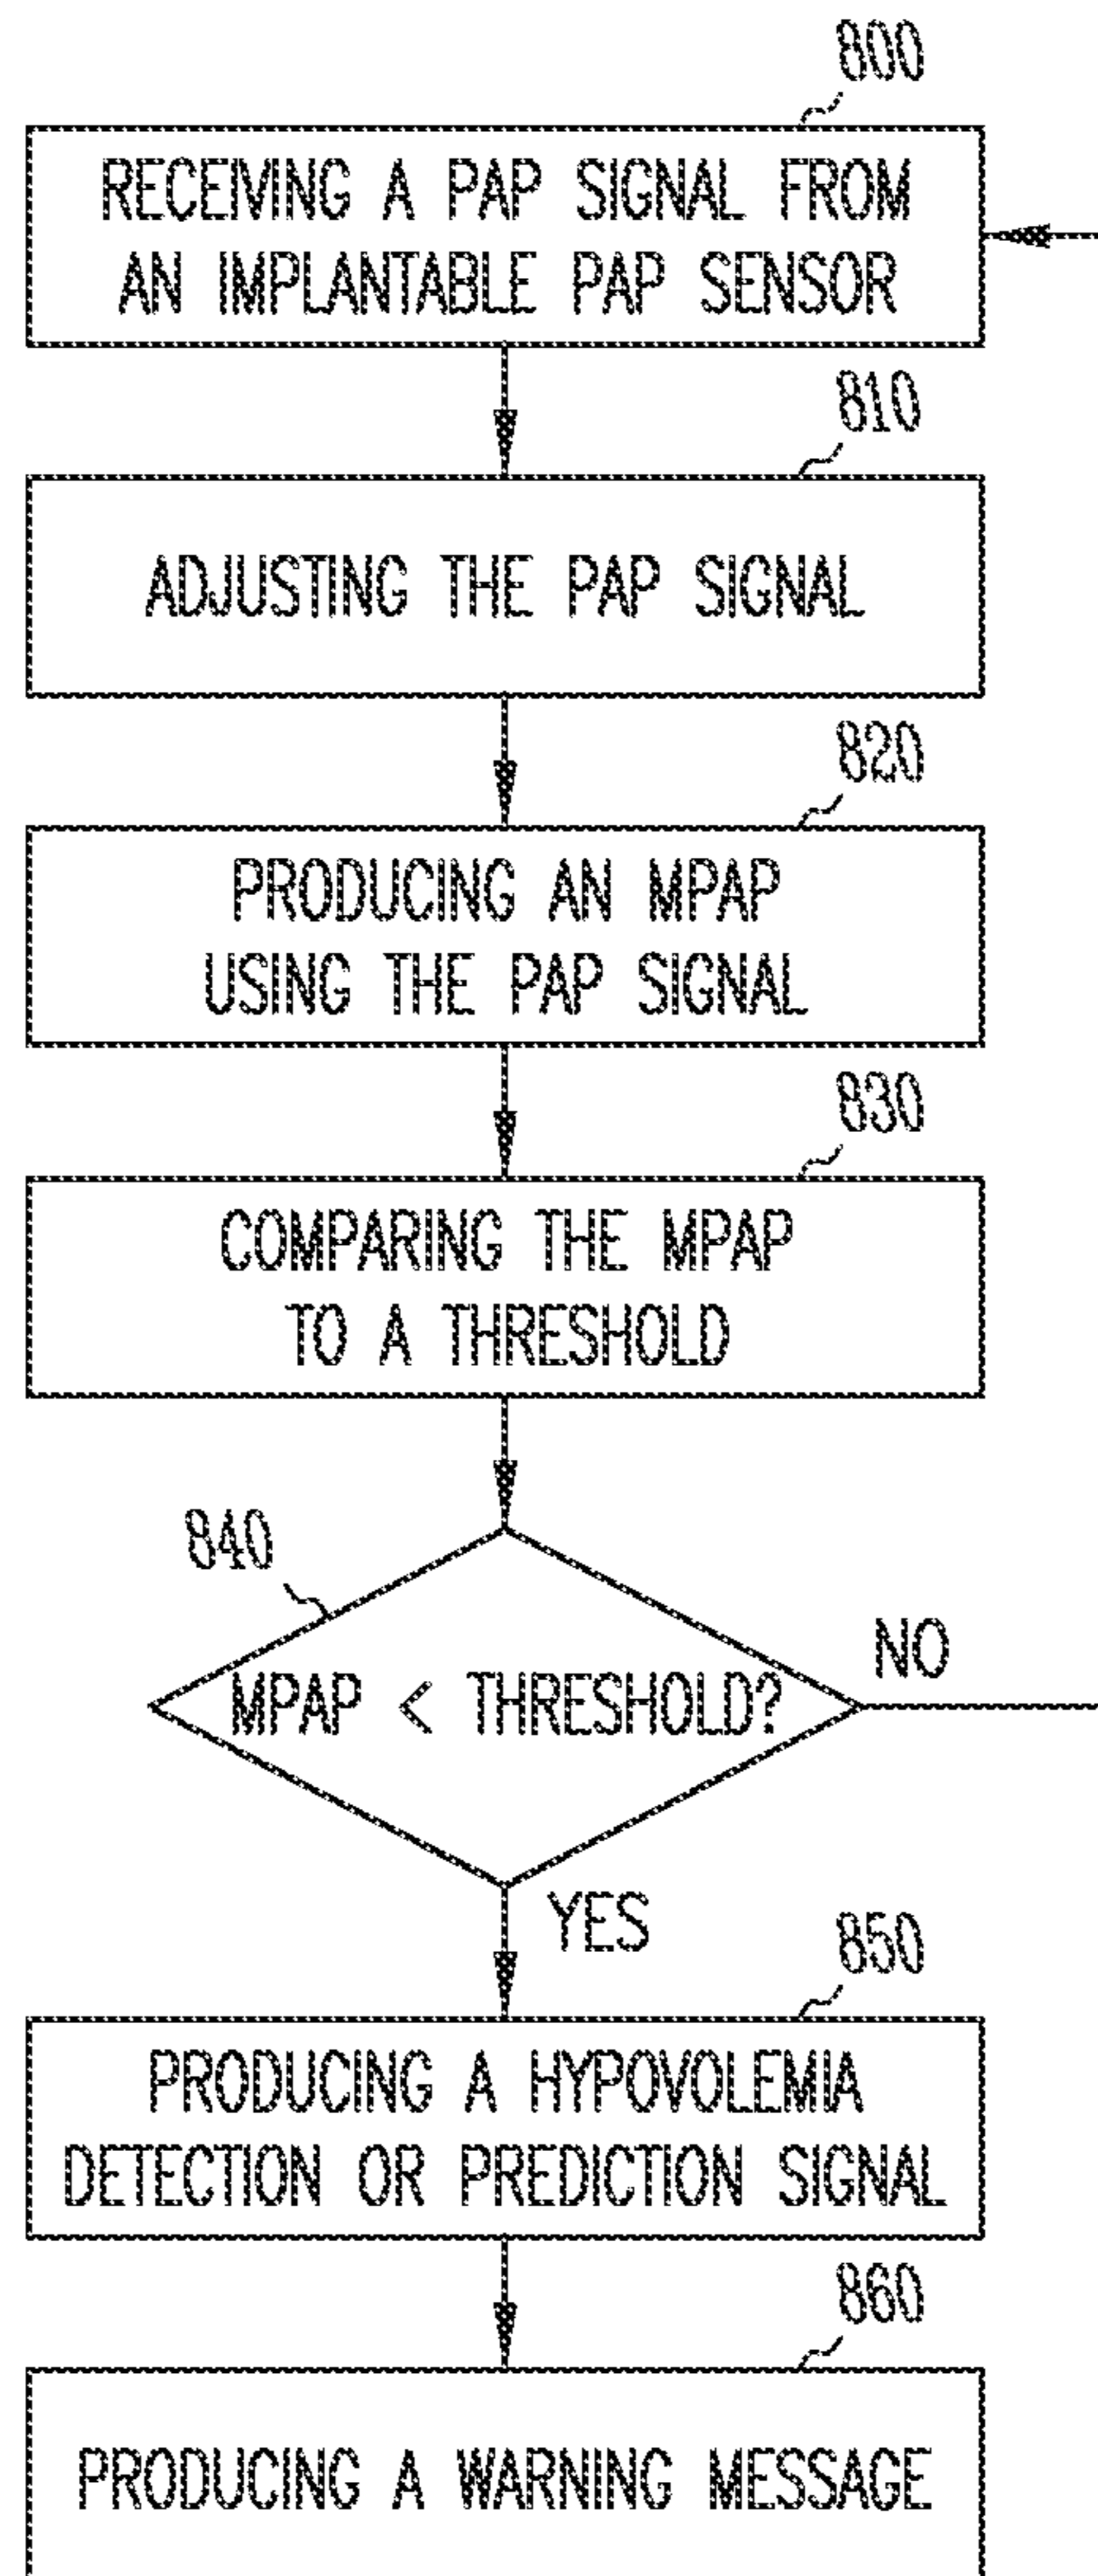 800
RECEIVING A PAP SIGNAL FROM
AN IMPLANTABLE PAP SENSOR
810
ADJUSTING THE PAP SIGNAL
820
PRODUCING AN MPAP
USING THE PAP SIGNAL
830
COMPARING THE MPAP
TO A THRESHOLD
840
MPAP < THRESHOLD?
NO
YES
850
PRODUCING A HYPOVOLEMIA
DETECTION OR PREDICTION SIGNAL
860
PRODUCING A WARNING MESSAGE